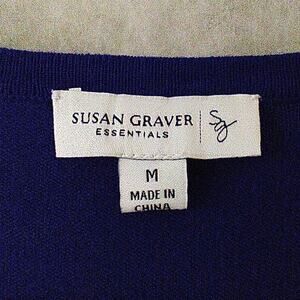 SUSAN GRAVER
ESSENTIALS
Sg
M
MADE IN
CHINA